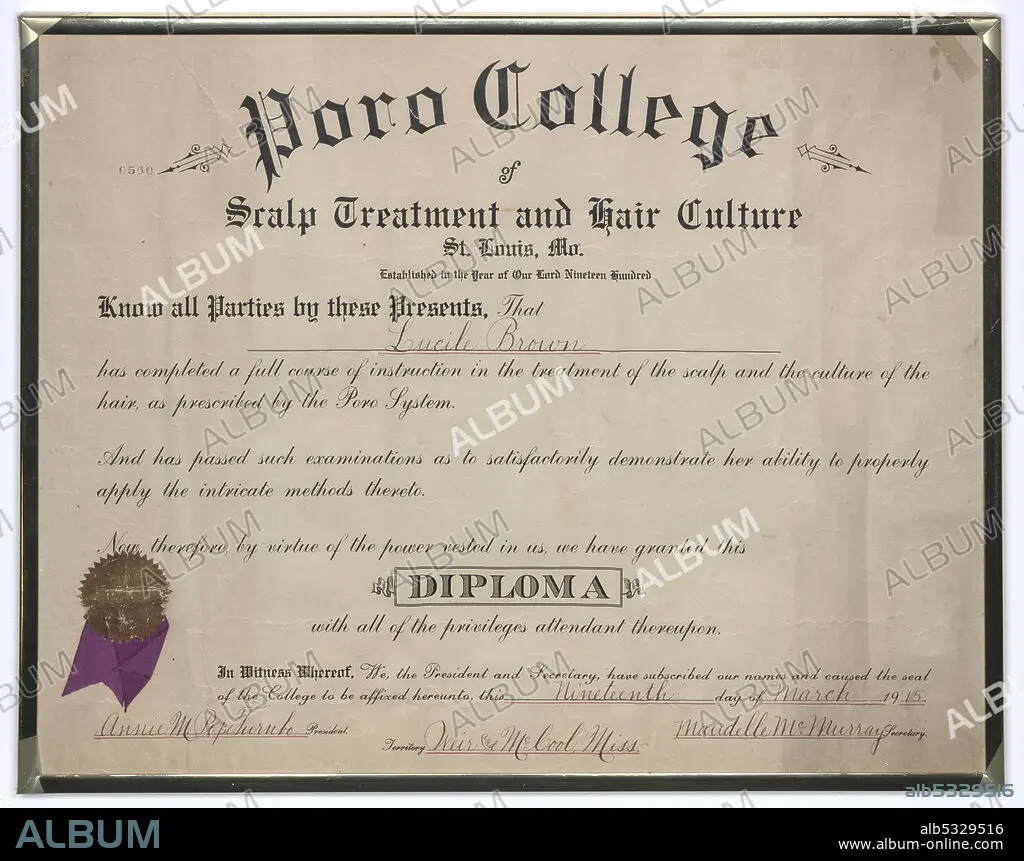 Poro College
0560
of
Scalp Treatment and Hair Culture
St. Louis, Mo.
Established in the Year of Our Lord Nineteen Hundred
Know all Parties by these Presents, That
Lucile Brown
has completed a full course of instruction in the treatment of the scalp and the culture of the
hair, as prescribed by the Poro System.
And has passed such examinations as to satisfactorily demonstrate her ability to properly
apply the intricate methods thereto.
Now, therefore, by virtue of the power vested in us, we have granted this
DIPLOMA
with all of the privileges attendant thereupon.
In Witness Whereof, We, the President and Secretary, have subscribed our names and caused the seal
of the College to be affixed hereunto, this Nineteenth day of March 1915.
Annie M. Pope Turnbo President. Maudelle McMurray Secretary.
Territory Weir & McCool, Miss.
alb5329516
ALBUM
alb5329516
www.album-online.com